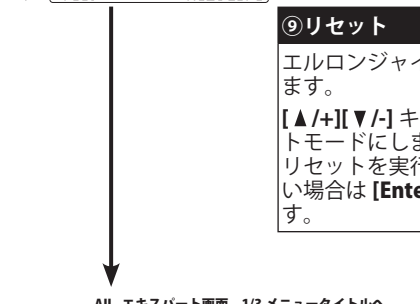 ⑨リセット
エルロンジャイ
ます。
[▲/+][▼/-] キ
トモードにしま
リセットを実行
い場合は [Ente
す。
エキスパート画面 1/3 メニュータイトルへ